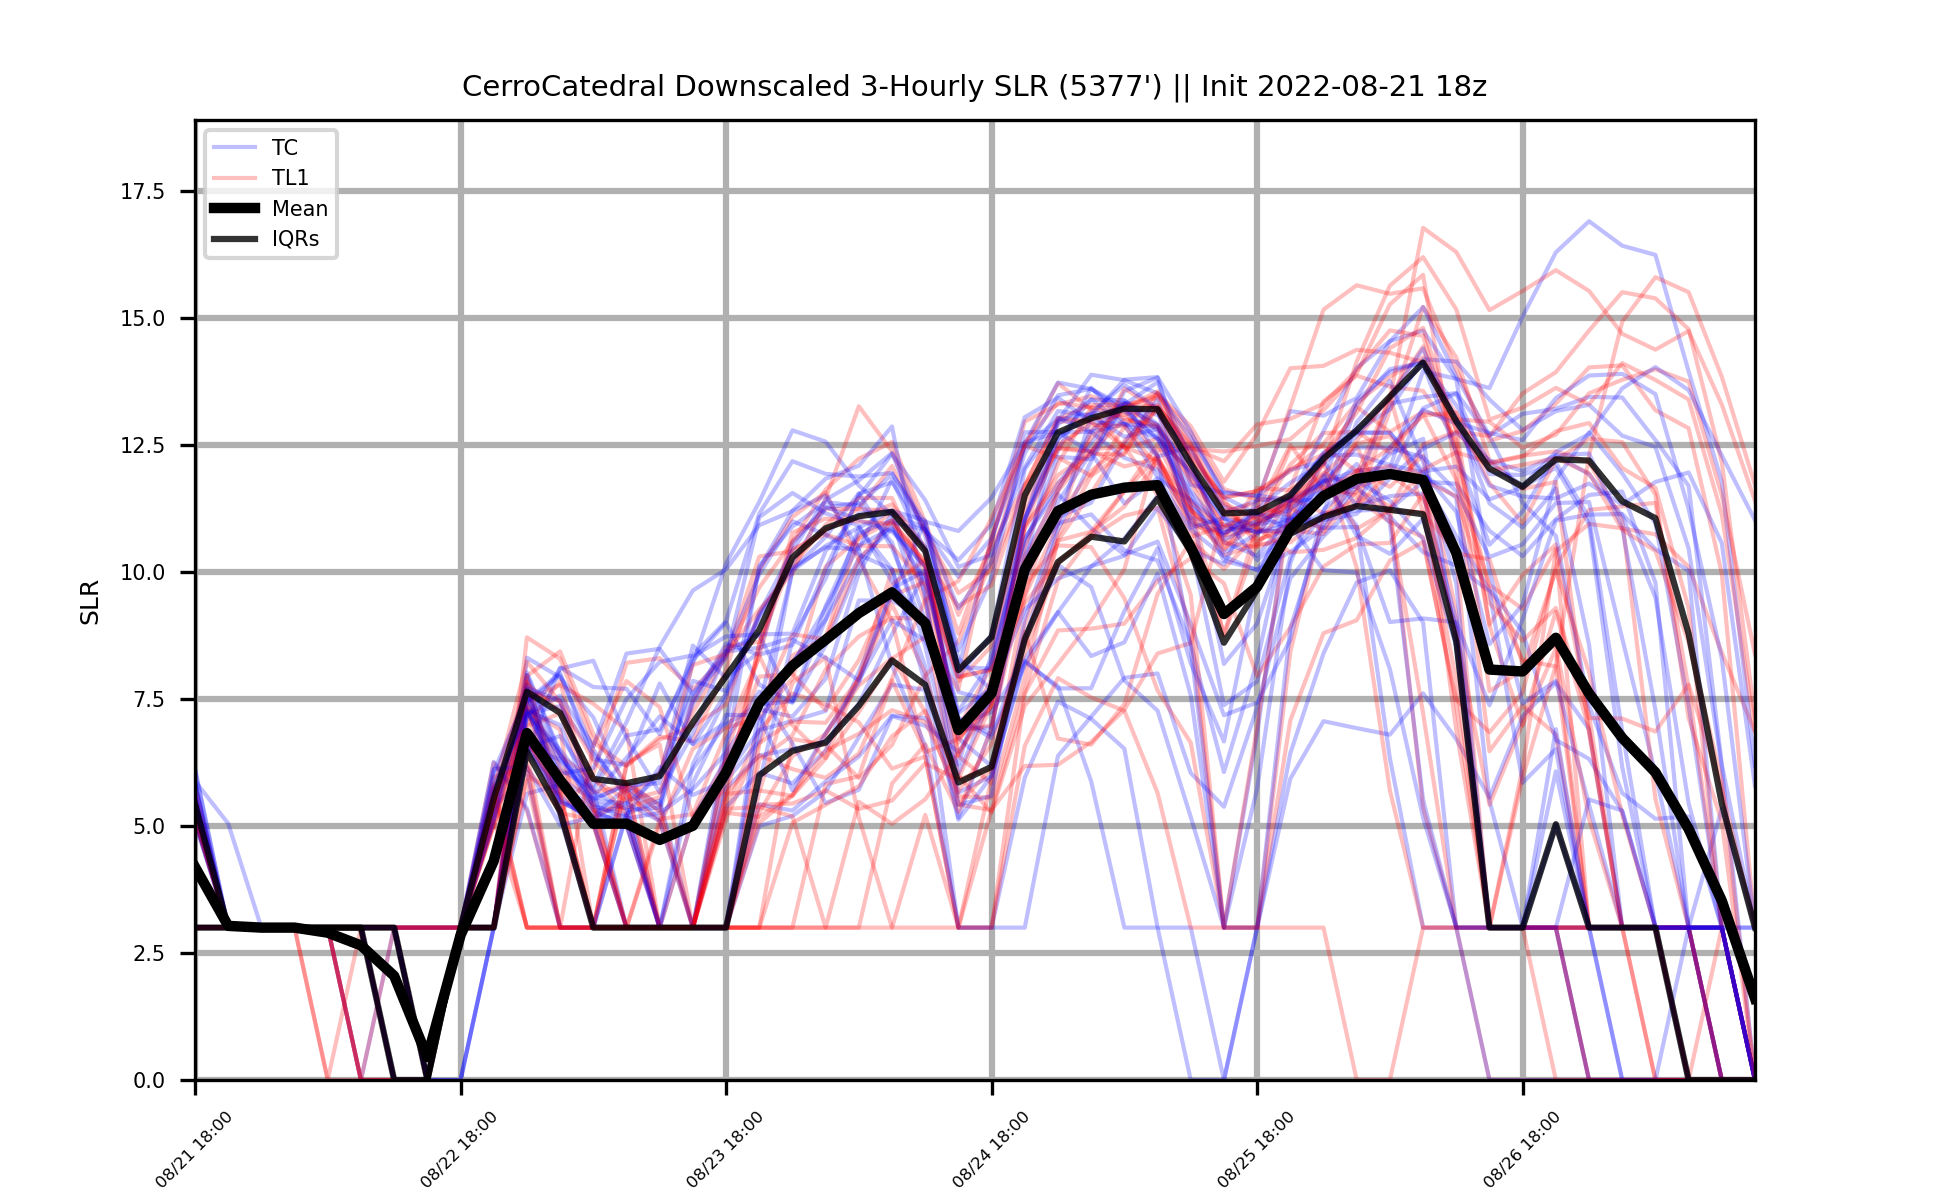 CerroCatedral Downscaled 3-Hourly SLR (5377') || Init 2022-08-21 18z
TC
TL1
Mean
IQRs
17.5
15.0
12.5
10.0
7.5
5.0
2.5
0.0
SLR
08/21 18:00
08/22 18:00
08/23 18:00
08/24 18:00
08/25 18:00
08/26 18:00